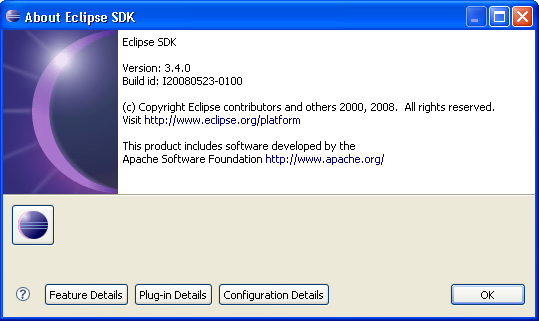 About Eclipse SDK
Eclipse SDK
Version: 3.4.0
Build id: I20080523-0100
(c) Copyright Eclipse contributors and others 2000, 2008.  All rights reserved.
Visit http://www.eclipse.org/platform
This product includes software developed by the
Apache Software Foundation http://www.apache.org/
? Feature Details Plug-in Details Configuration Details OK